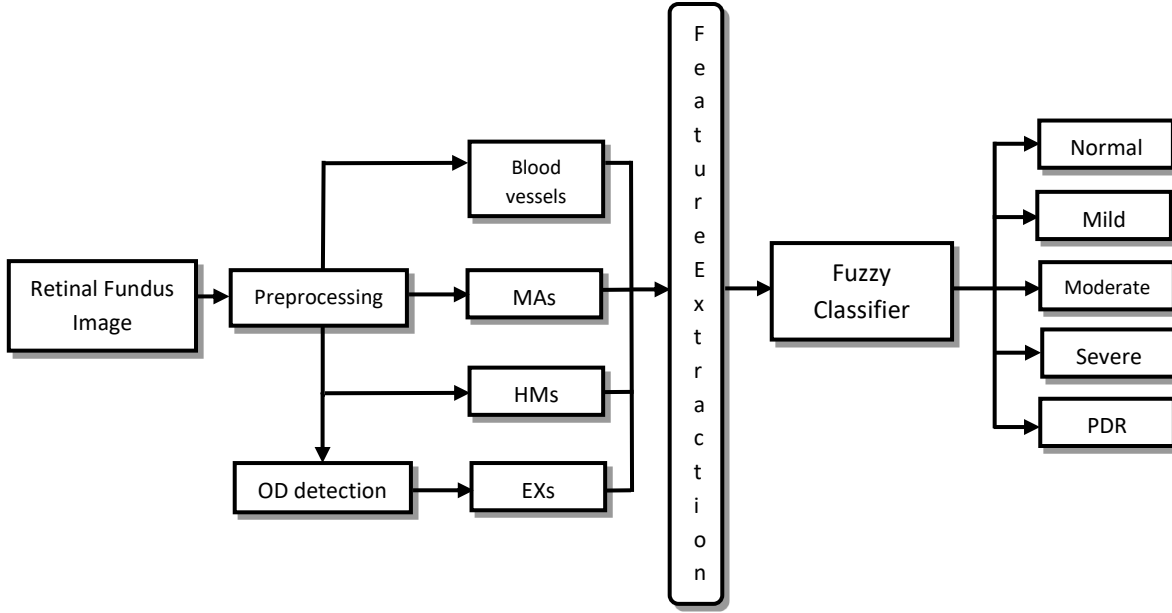 Retinal Fundus
Image
Preprocessing
OD detection
Blood
vessels
MAs
HMs
EXs
F
e
a
t
u
r
e
E
x
t
r
a
c
t
i
o
n
Fuzzy
Classifier
Normal
Mild
Moderate
Severe
PDR